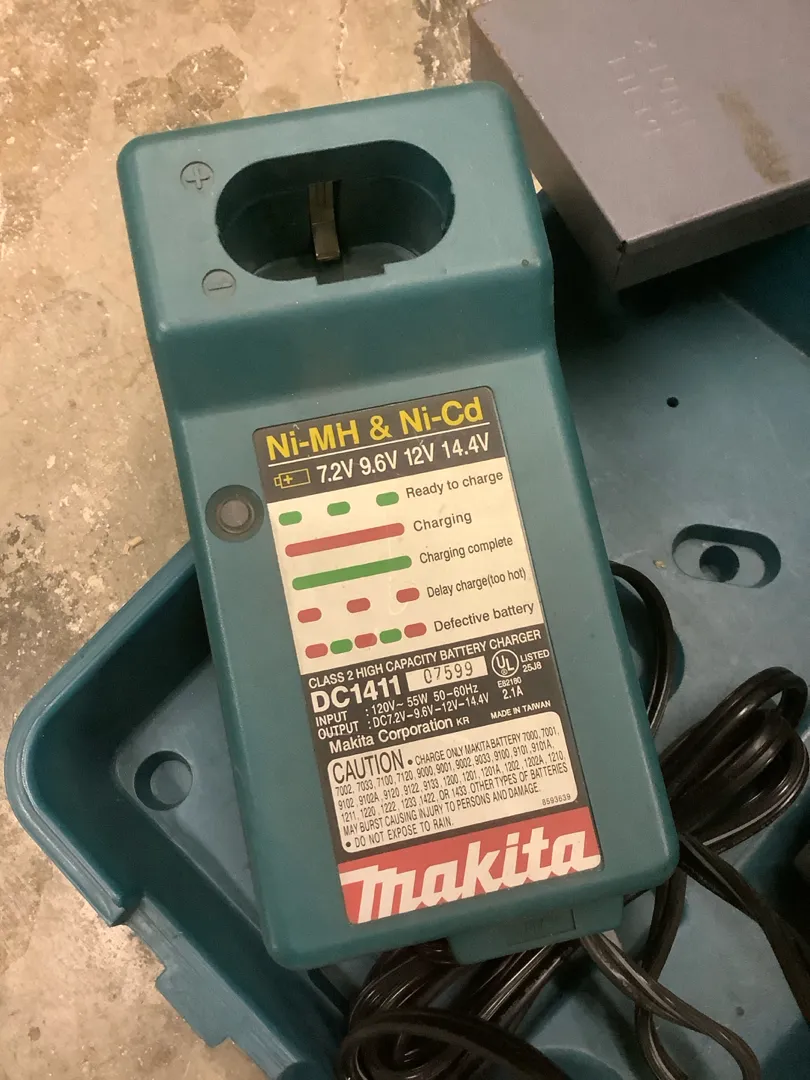 +
−
Ni-MH & Ni-Cd
7.2V 9.6V 12V 14.4V
Ready to charge
Charging
Charging complete
Delay charge(too hot)
Defective battery
CLASS 2 HIGH CAPACITY BATTERY CHARGER
DC1411 07599 UL LISTED
25J8
INPUT : 120V~ 55W 50-60Hz E82180
OUTPUT : DC7.2V-9.6V-12V-14.4V 2.1A
Makita Corporation KR MADE IN TAIWAN
CAUTION • CHARGE ONLY MAKITA BATTERY 7000, 7001,
7002, 7033, 7100, 7120, 9000, 9001, 9002, 9033, 9100, 9101, 9101A,
9102, 9102A, 9120, 9122, 9133, 1200, 1201, 1201A, 1202, 1202A, 1210,
1211, 1220, 1222, 1233, 1422, OR 1433. OTHER TYPES OF BATTERIES
MAY BURST CAUSING INJURY TO PERSONS AND DAMAGE.
• DO NOT EXPOSE TO RAIN. 8593639
makita